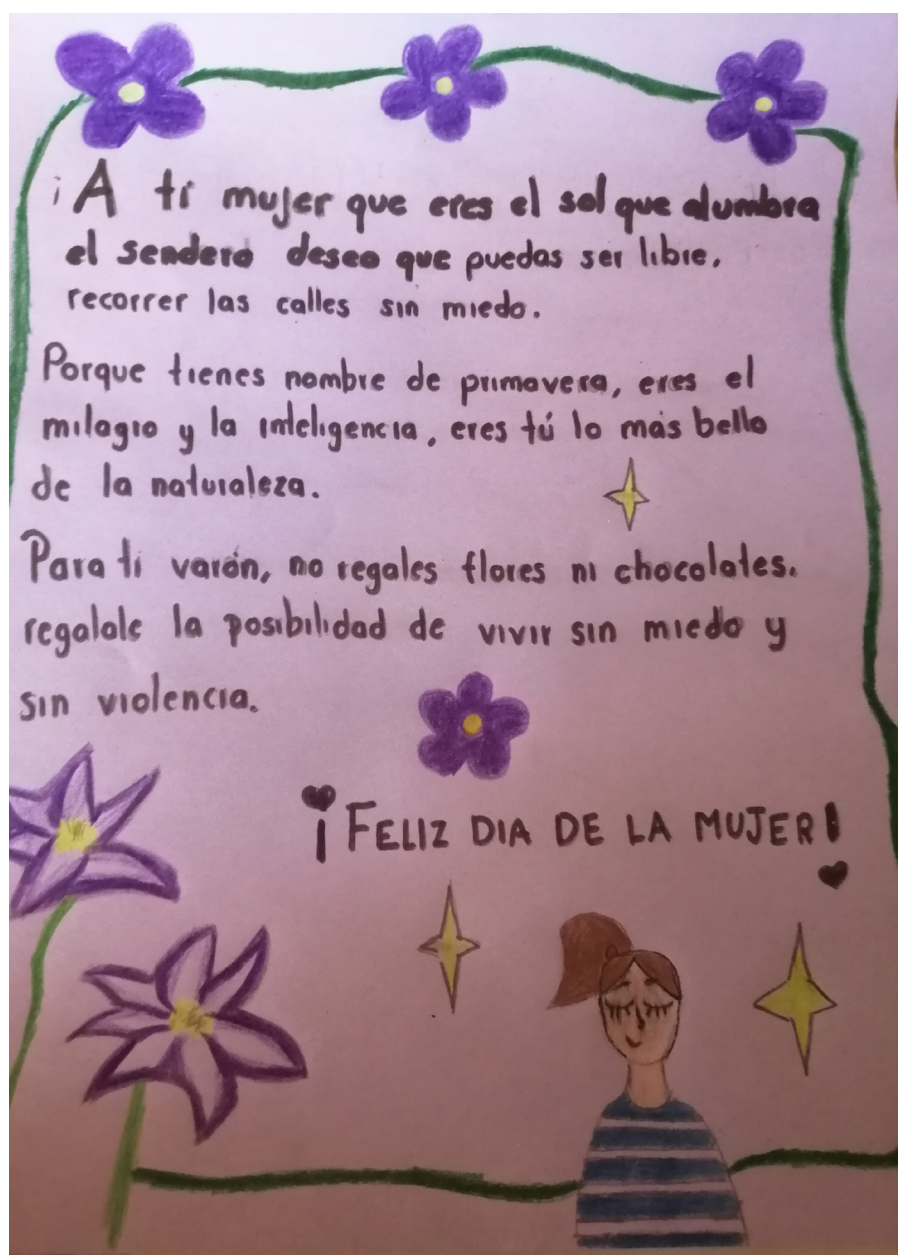 ¡A ti mujer que eres el sol que alumbra
el sendero deseo que puedas ser libre,
recorrer las calles sin miedo.
Porque tienes nombre de primavera, eres el
milagro y la inteligencia, eres tú lo más bello
de la naturaleza.
Para ti varón, no regales flores ni chocolates.
regalale la posibilidad de vivir sin miedo y
sin violencia.
¡FELIZ DIA DE LA MUJER!